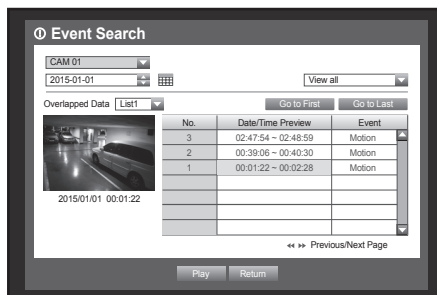 Event Search
CAM 01
2015-01-01
View all
Overlapped Data List1
Go to First Go to Last
No. Date/Time Preview Event
3 02:47:54 ~ 02:48:59 Motion
2 00:39:06 ~ 00:40:30 Motion
1 00:01:22 ~ 00:02:28 Motion
2015/01/01 00:01:22
Previous/Next Page
Play Return